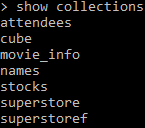 > show collections
attendees
cube
movie_info
names
stocks
superstore
superstoref